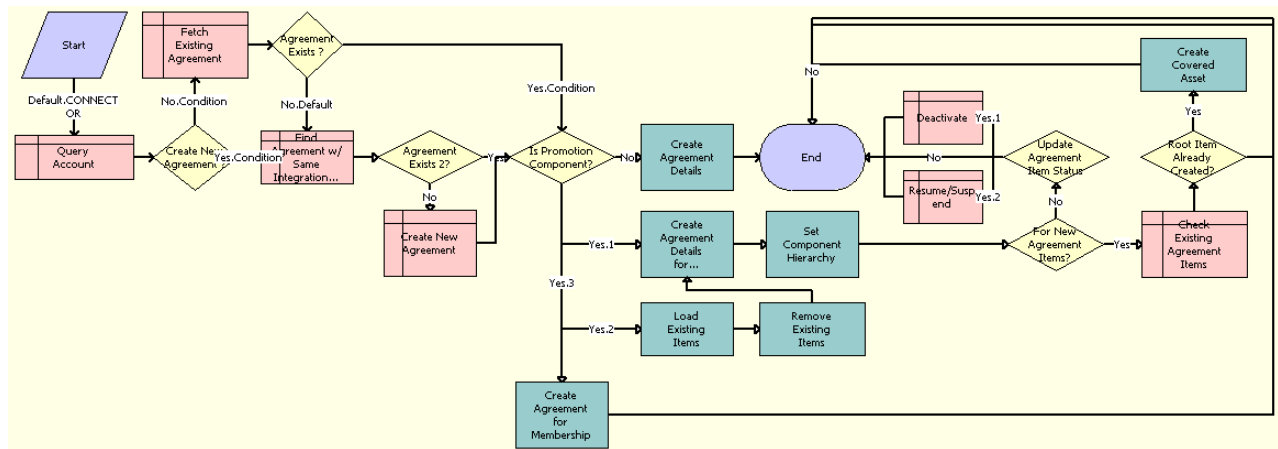 Start
Default.CONNECT
OR
Query
Account
Fetch
Existing
Agreement
No.Condition
Create New
Agreement
Yes.Condition
Agreement
Exists ?
No.Default
Find
Agreement w/
Same
Integration...
Agreement
Exists 2?
Yes
No
Create New
Agreement
Yes.Condition
Is Promotion
Component?
No
Create
Agreement
Details
End
No
Yes.1
Create
Agreement
Details
for...
Set
Component
Hierarchy
Yes.3
Yes.2
Load
Existing
Items
Remove
Existing
Items
Create
Agreement
for
Membership
Deactivate
Yes.1
Resume/Susp
end
Yes.2
No
Update
Agreement
Item Status
No
For New
Agreement
Items?
Yes
Check
Existing
Agreement
Items
Root Item
Already
Created?
Yes
Create
Covered
Asset